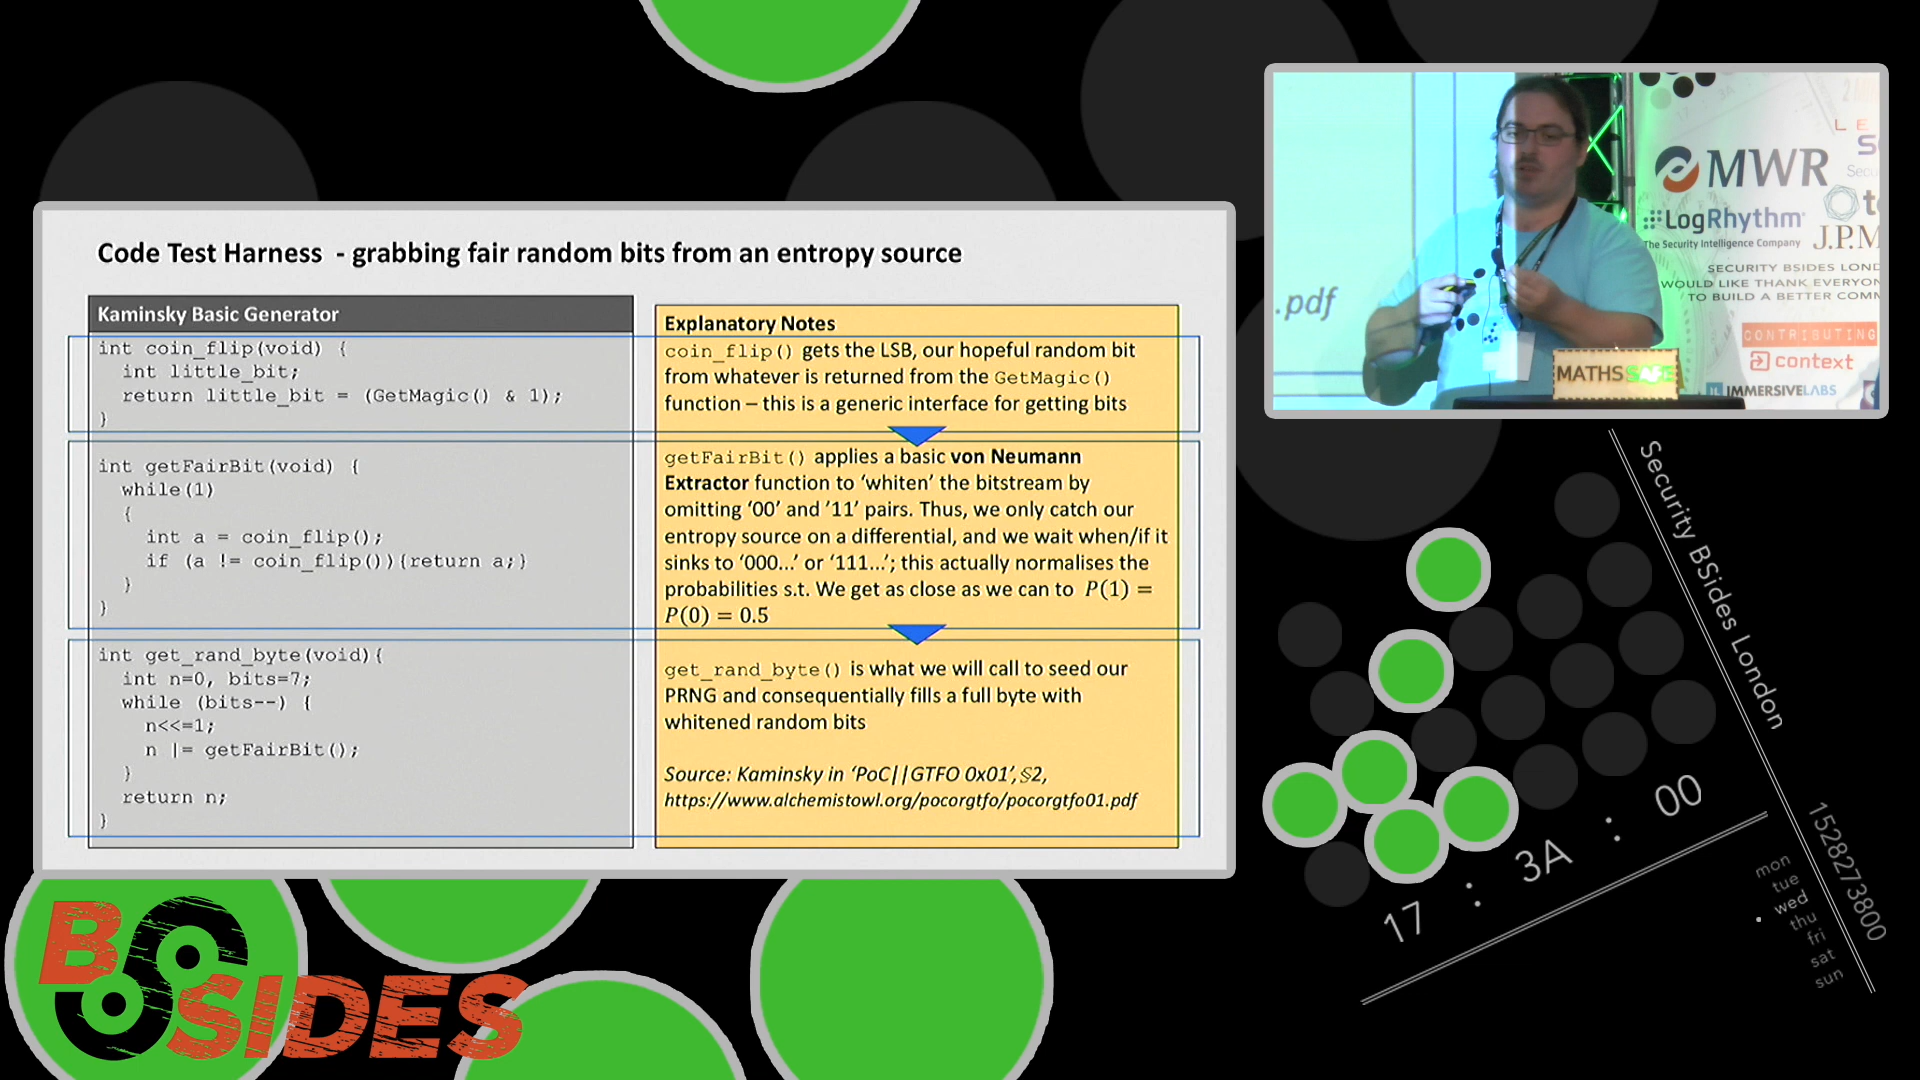 Code Test Harness - grabbing fair random bits from an entropy source
Kaminsky Basic Generator
int coin_flip(void) {
int little_bit;
return little_bit = (GetMagic() & 1);
}
int getFairBit(void) {
while(1)
{
int a = coin_flip();
if (a != coin_flip()){return a;}
}
}
int get_rand_byte(void){
int n=0, bits=7;
while (bits--) {
n<<=1;
n |= getFairBit();
}
return n;
}
Explanatory Notes
coin_flip() gets the LSB, our hopeful random bit
from whatever is returned from the GetMagic()
function – this is a generic interface for getting bits
getFairBit() applies a basic von Neumann
Extractor function to ‘whiten’ the bitstream by
omitting ‘00’ and ’11’ pairs. Thus, we only catch our
entropy source on a differential, and we wait when/if it
sinks to ‘000...’ or ‘111...’; this actually normalises the
probabilities s.t. We get as close as we can to P(1) =
P(0) = 0.5
get_rand_byte() is what we will call to seed our
PRNG and consequentially fills a full byte with
whitened random bits
Source: Kaminsky in ‘PoC||GTFO 0x01’,§2,
https://www.alchemistowl.org/pocorgtfo/pocorgtfo01.pdf
.pdf
MWR
LogRhythm
The Security Intelligence Company
J.P.M
SECURITY BSIDES LOND
WOULD LIKE THANK EVERYON
TO BUILD A BETTER COMM
CONTRIBUTING
context
IMMERSIVELABS
MATHS SAFE
Security BSides London
17 : 3A : 00
1528273800
mon
tue
wed
thu
fri
sat
sun
BSIDES